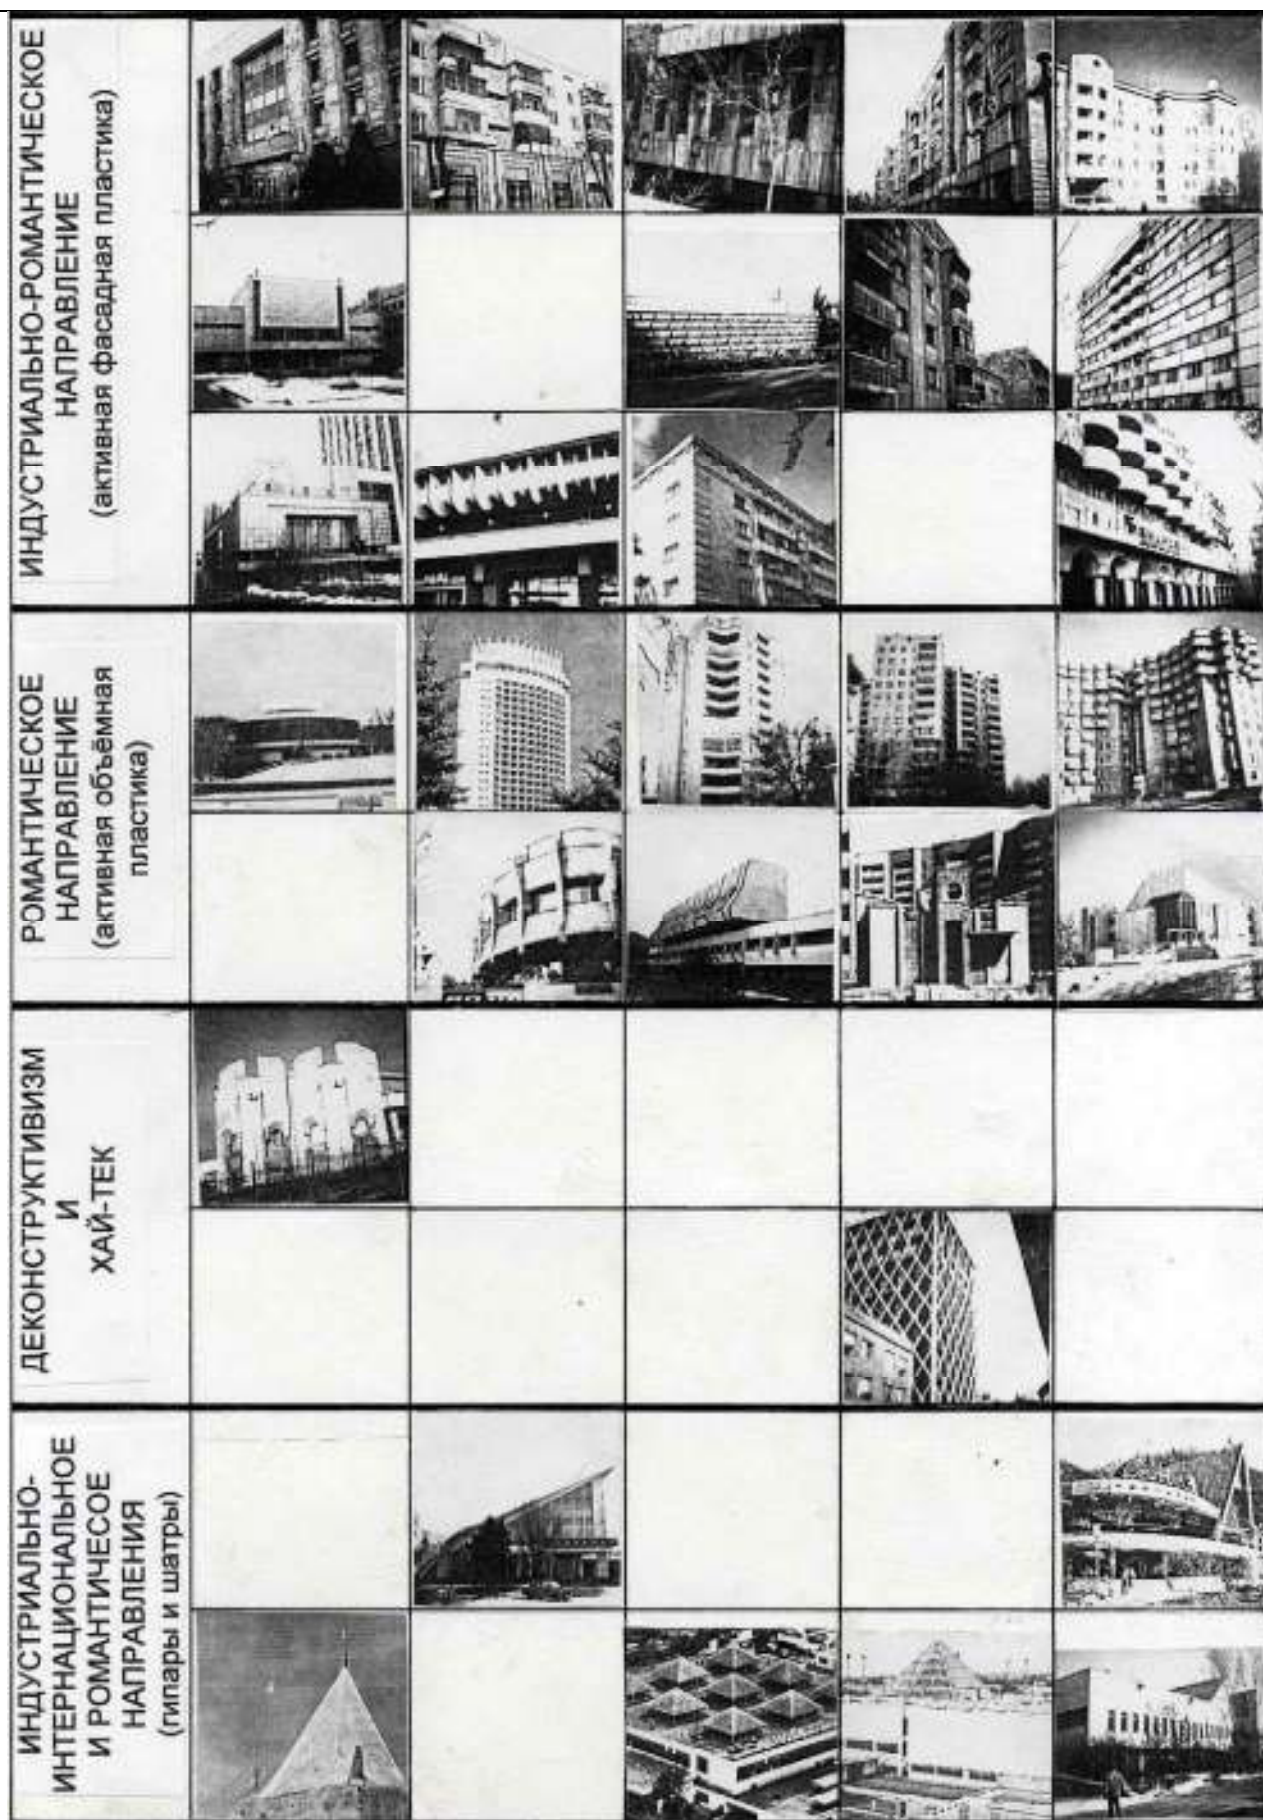 ИНДУСТРИАЛЬНО-РОМАНТИЧЕСКОЕ
НАПРАВЛЕНИЕ
(активная фасадная пластика)
РОМАНТИЧЕСКОЕ
НАПРАВЛЕНИЕ
(активная объёмная
пластика)
ДЕКОНСТРУКТИВИЗМ
И
ХАЙ-ТЕК
ИНДУСТРИАЛЬНО-
ИНТЕРНАЦИОНАЛЬНОЕ
И РОМАНТИЧЕСОЕ
НАПРАВЛЕНИЯ
(гипары и шатры)